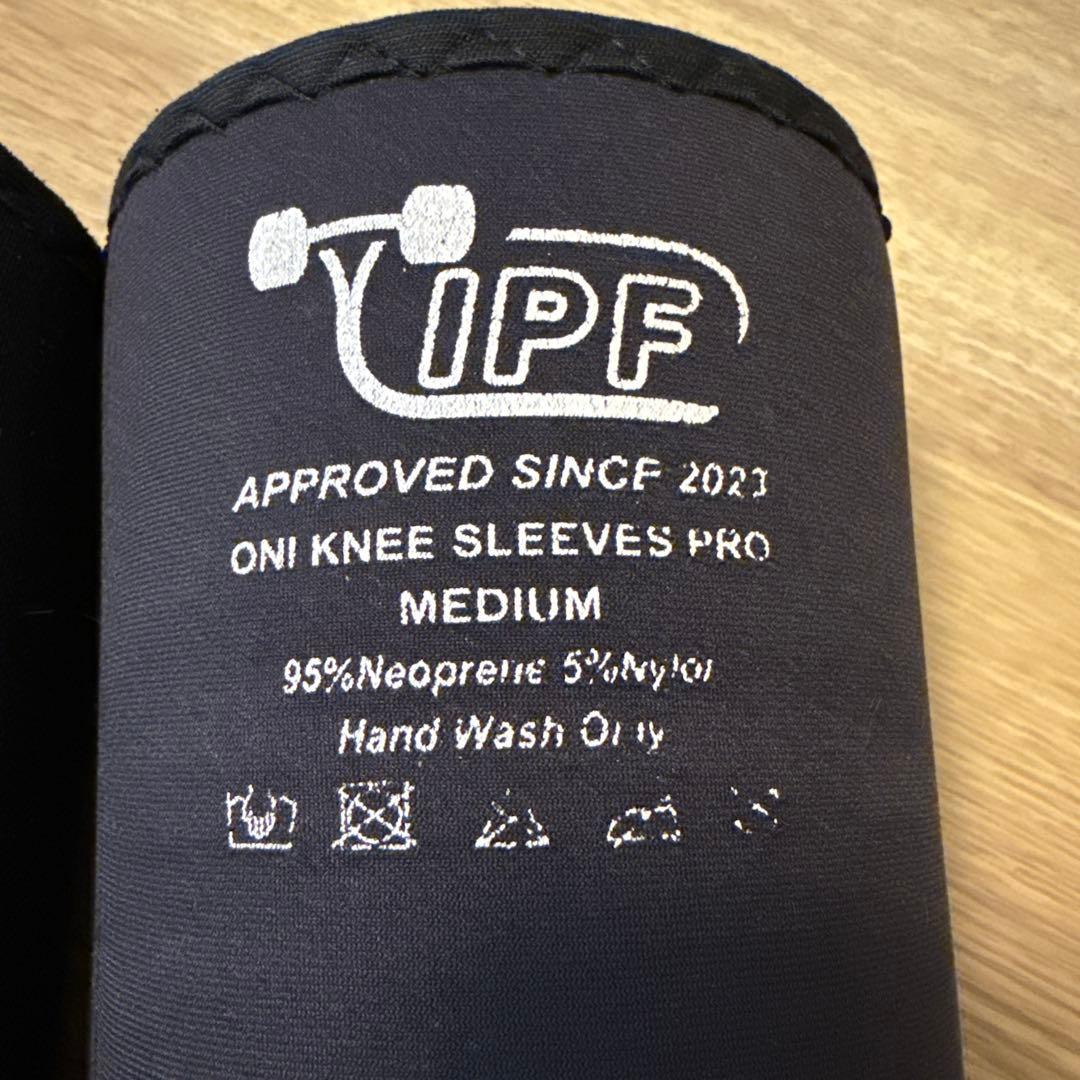 IPF
APPROVED SINCE 2023
ONI KNEE SLEEVES PRO
MEDIUM
95%Neoprene 5%Nylon
Hand Wash Only